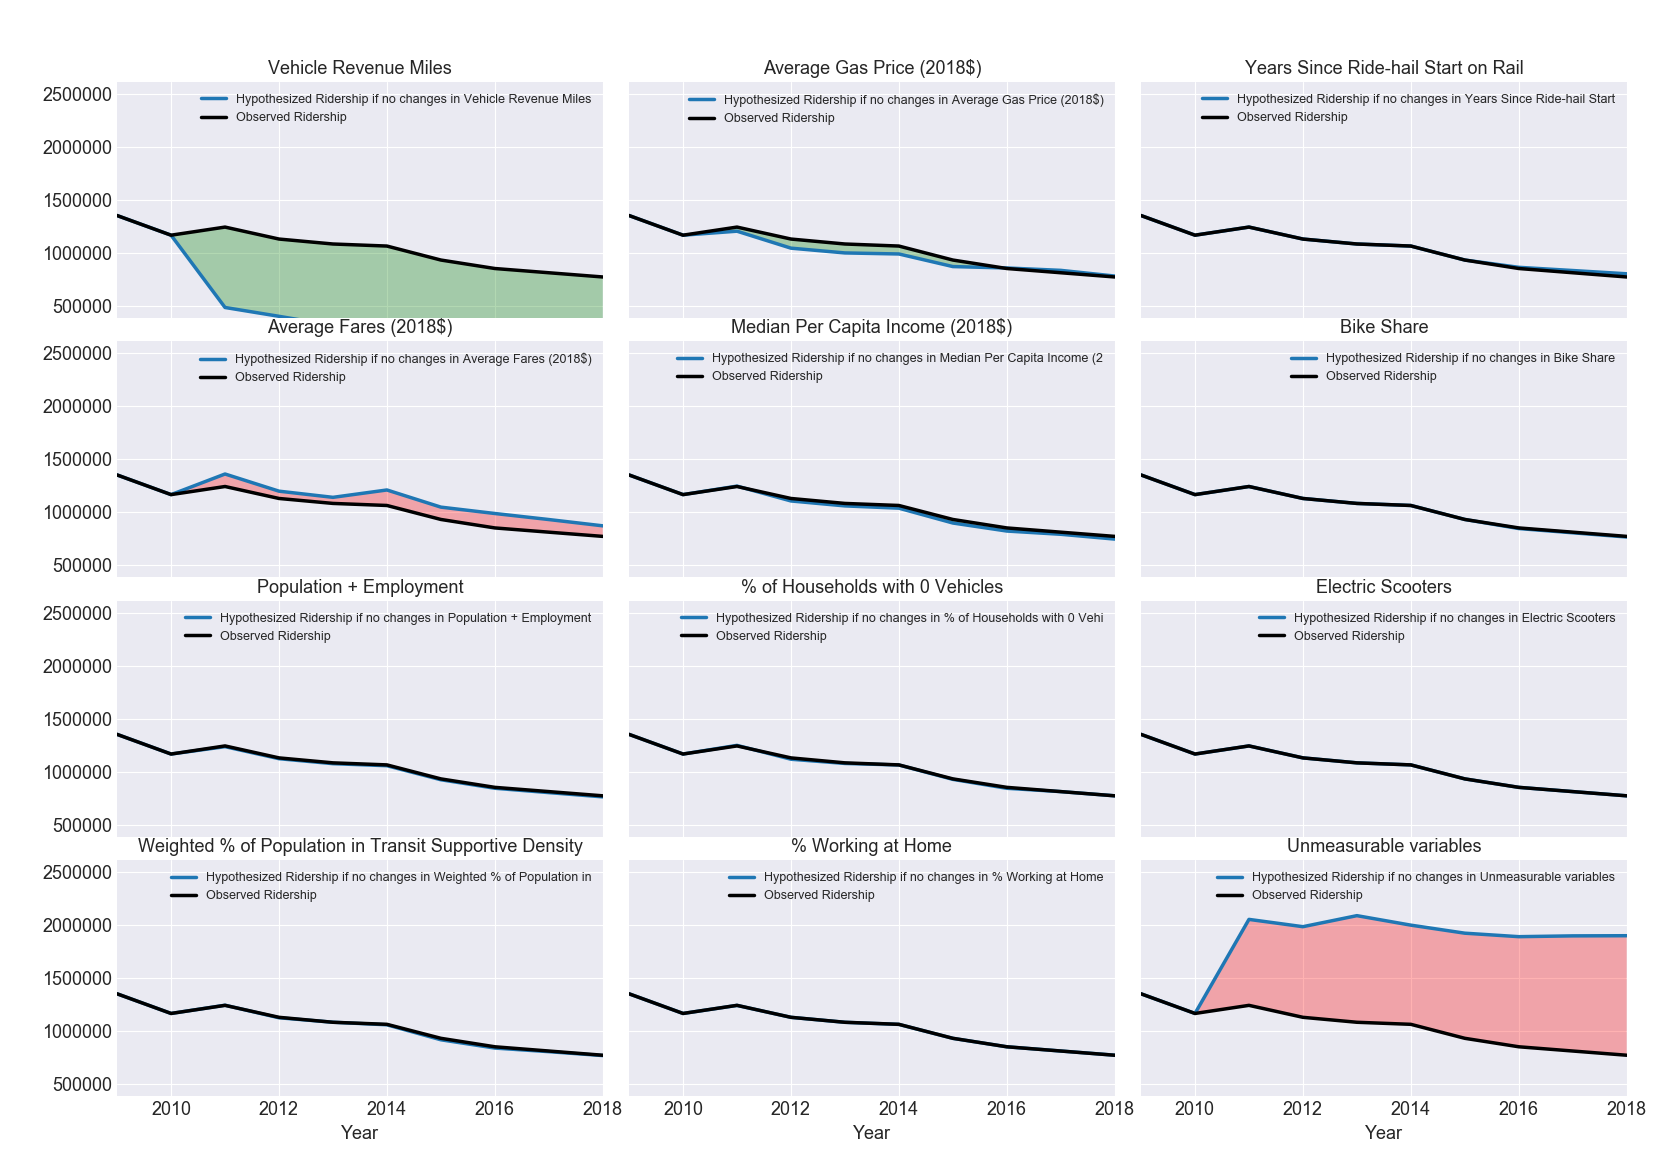 Vehicle Revenue Miles
2500000
2000000
1500000
1000000
500000
Hypothesized Ridership if no changes in Vehicle Revenue Miles
Observed Ridership
Average Gas Price (2018$)
Hypothesized Ridership if no changes in Average Gas Price (2018$)
Observed Ridership
Years Since Ride-hail Start on Rail
Hypothesized Ridership if no changes in Years Since Ride-hail Start
Observed Ridership
Average Fares (2018$)
2500000
2000000
1500000
1000000
500000
Hypothesized Ridership if no changes in Average Fares (2018$)
Observed Ridership
Median Per Capita Income (2018$)
Hypothesized Ridership if no changes in Median Per Capita Income (2
Observed Ridership
Bike Share
Hypothesized Ridership if no changes in Bike Share
Observed Ridership
Population + Employment
2500000
2000000
1500000
1000000
500000
Hypothesized Ridership if no changes in Population + Employment
Observed Ridership
% of Households with 0 Vehicles
Hypothesized Ridership if no changes in % of Households with 0 Vehi
Observed Ridership
Electric Scooters
Hypothesized Ridership if no changes in Electric Scooters
Observed Ridership
Weighted % of Population in Transit Supportive Density
2500000
2000000
1500000
1000000
500000
Hypothesized Ridership if no changes in Weighted % of Population in
Observed Ridership
2010 2012 2014 2016 2018
Year
% Working at Home
Hypothesized Ridership if no changes in % Working at Home
Observed Ridership
2010 2012 2014 2016 2018
Year
Unmeasurable variables
Hypothesized Ridership if no changes in Unmeasurable variables
Observed Ridership
2010 2012 2014 2016 2018
Year